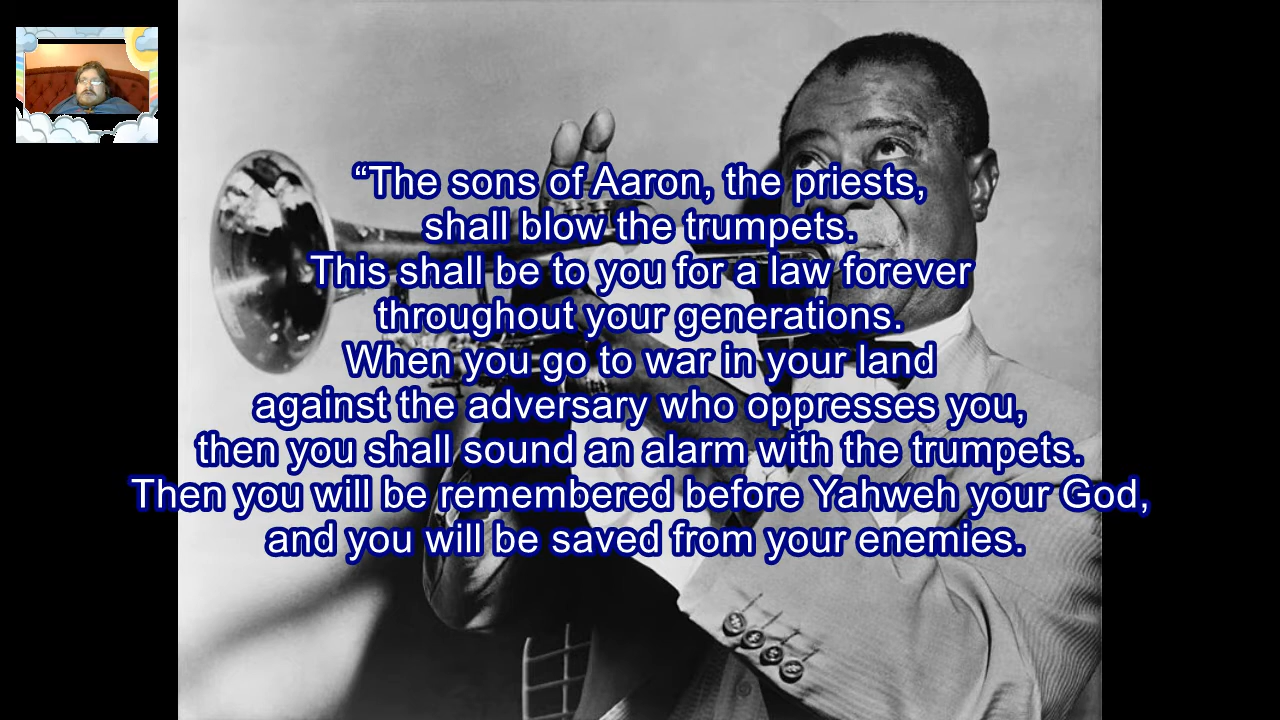 “The sons of Aaron, the priests,
shall blow the trumpets.
This shall be to you for a law forever
throughout your generations.
When you go to war in your land
against the adversary who oppresses you,
then you shall sound an alarm with the trumpets.
Then you will be remembered before Yahweh your God,
and you will be saved from your enemies.